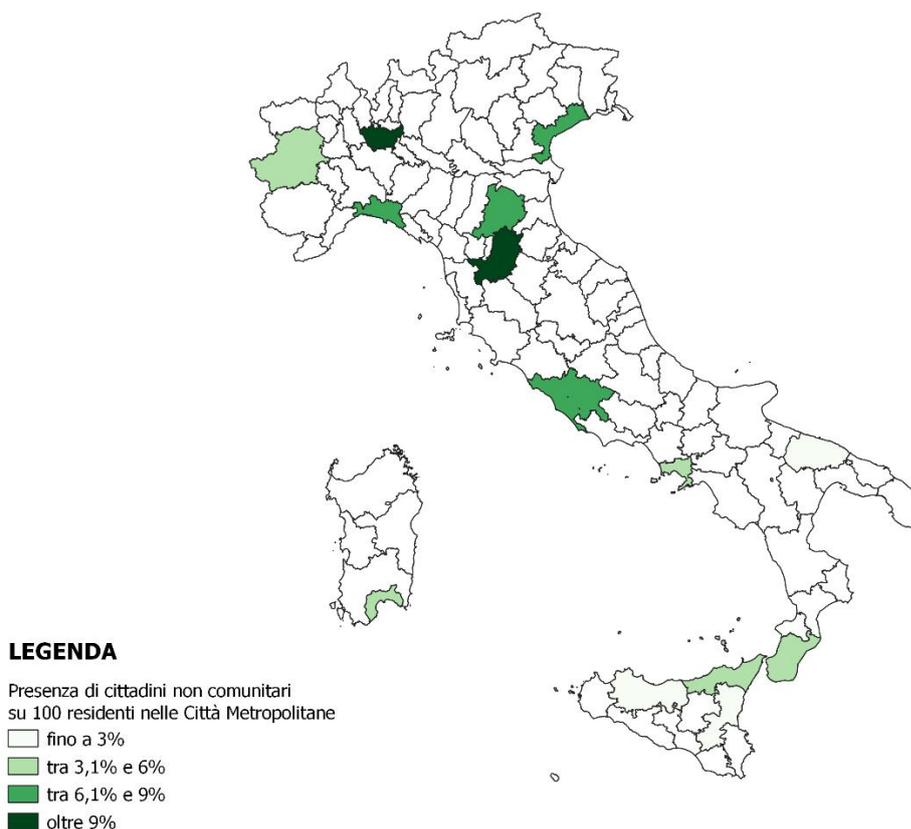 LEGENDA
Presenza di cittadini non comunitari
su 100 residenti nelle Città Metropolitane
fino a 3%
tra 3,1% e 6%
tra 6,1% e 9%
oltre 9%